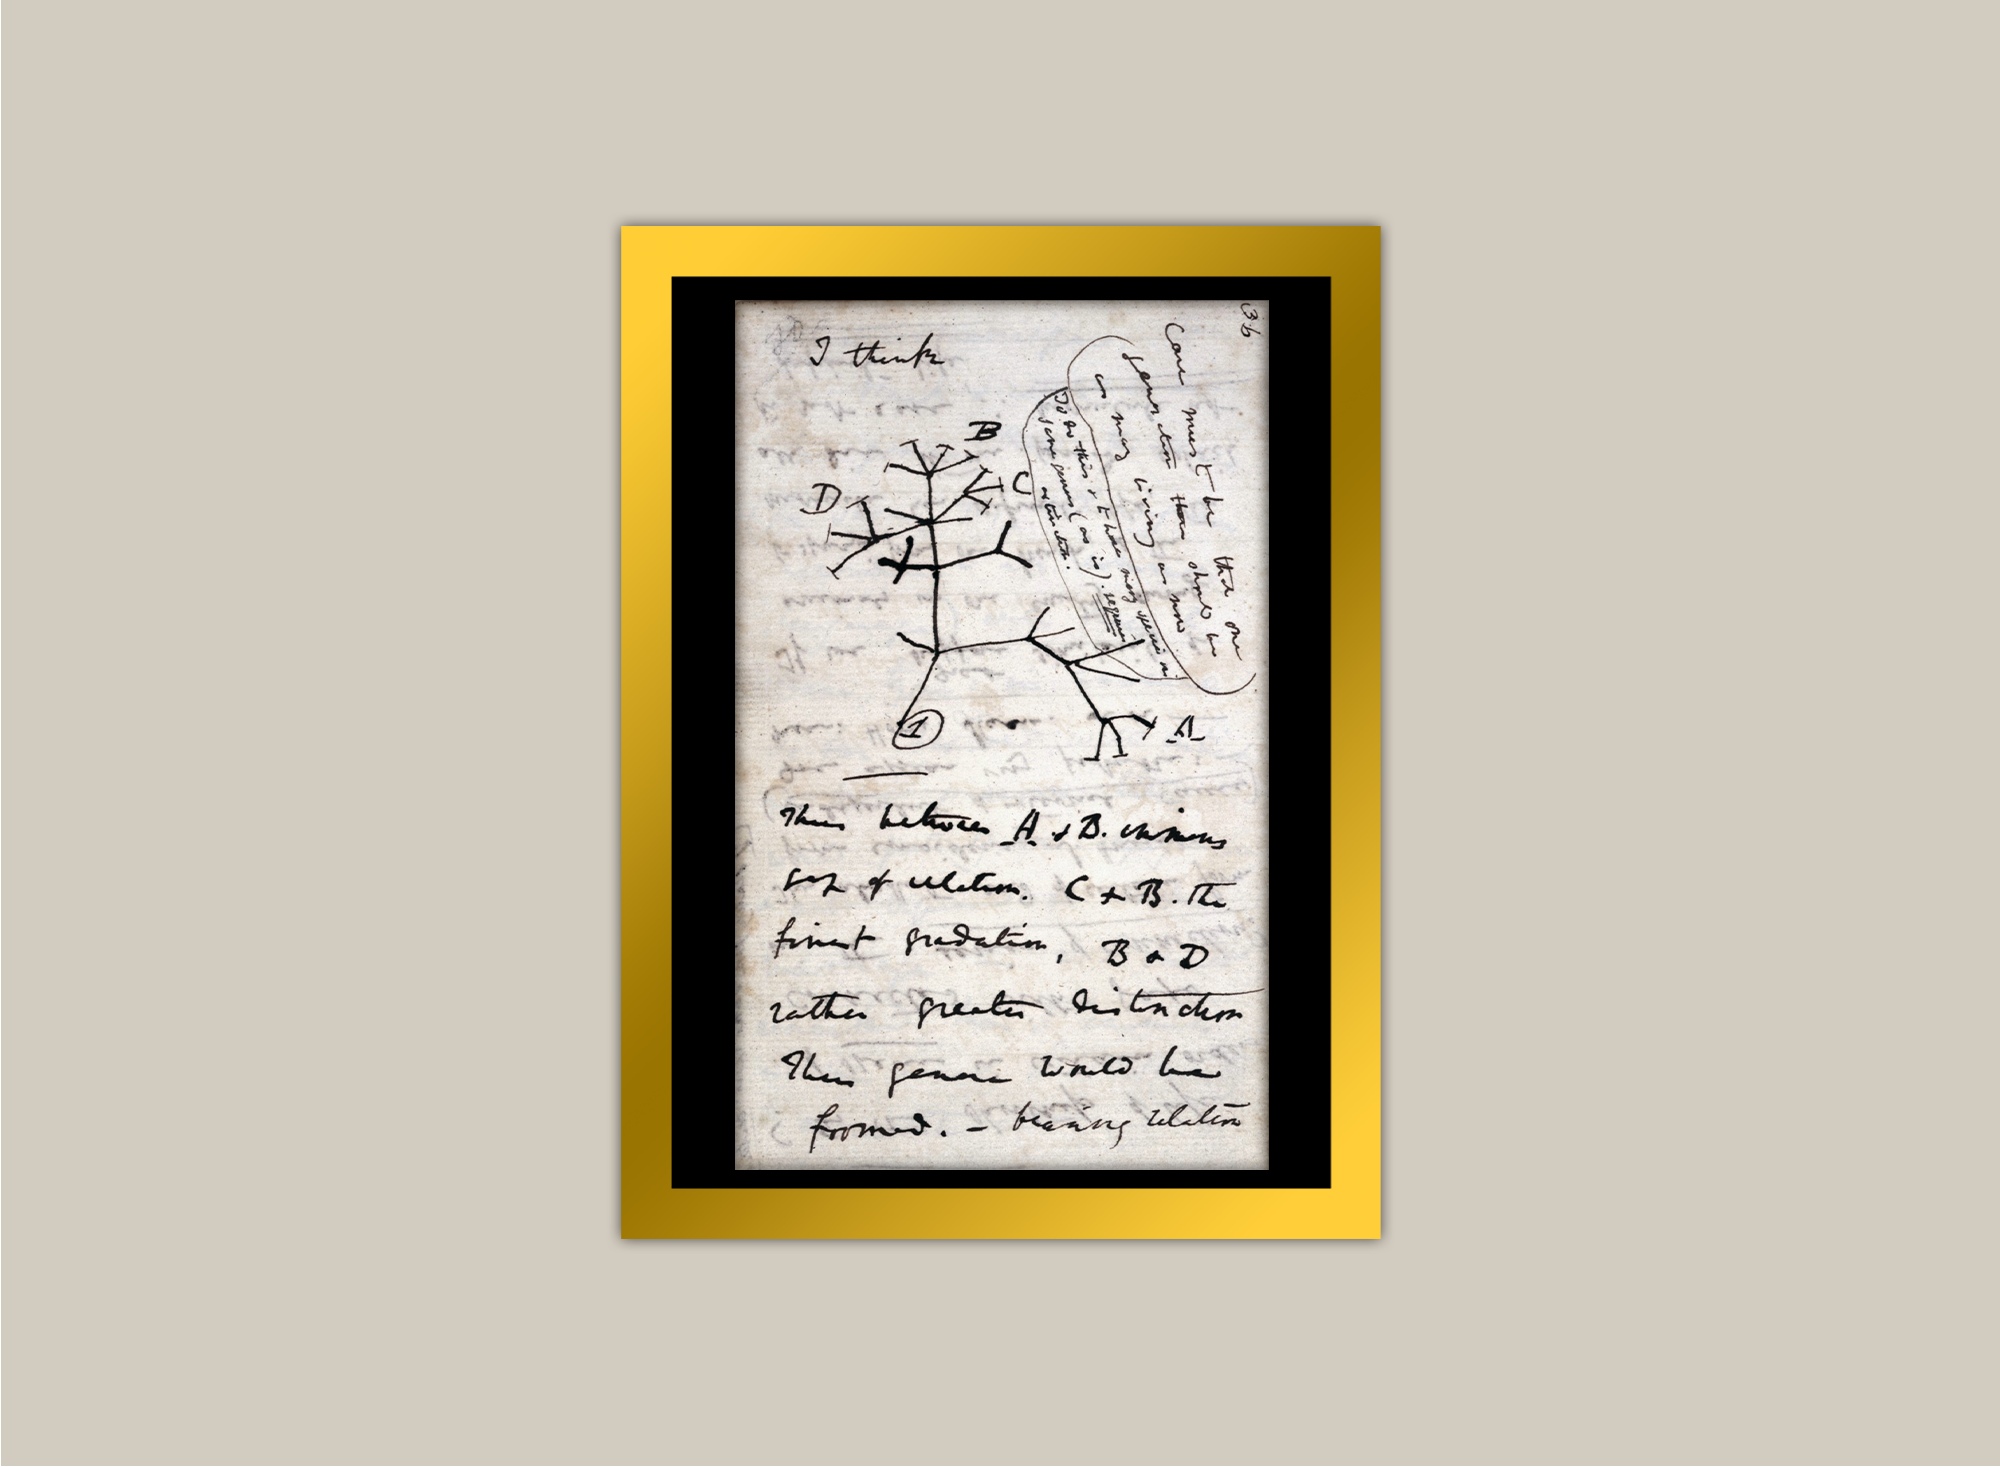 36
I think
Case must be that one
generation then should be
as many living as now
To do this & to have many species in
same genus (as is). requires
extinction.
B
C
D
A
1
Thus between A & B. immense
gap of relation. C & B. The
finest gradation, B & D
rather greater distinction
Thus genera would be
formed. — bearing relation